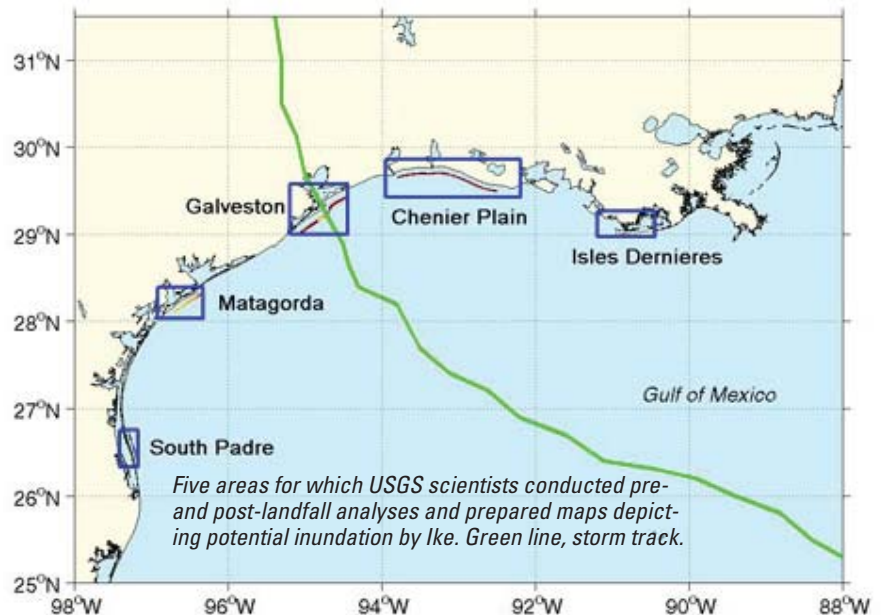 31°N
30°N
29°N
28°N
27°N
26°N
25°N
Galveston
Chenier Plain
Isles Dernieres
Matagorda
Gulf of Mexico
South Padre
Five areas for which USGS scientists conducted pre-
and post-landfall analyses and prepared maps depict-
ing potential inundation by Ike. Green line, storm track.
98°W 96°W 94°W 92°W 90°W 88°W